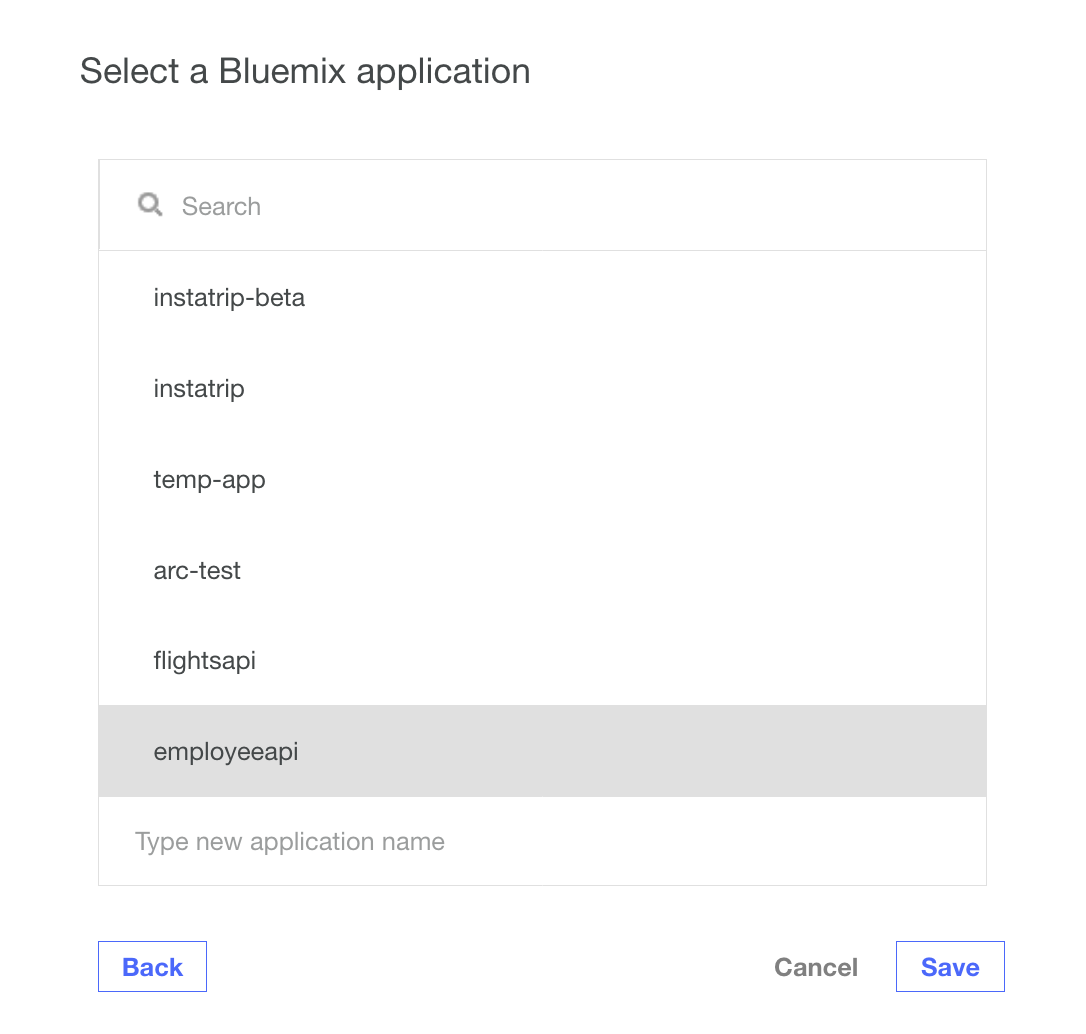 Select a Bluemix application
Search
instatrip-beta
instatrip
temp-app
arc-test
flightsapi
employeeapi
Type new application name
Back
Cancel
Save